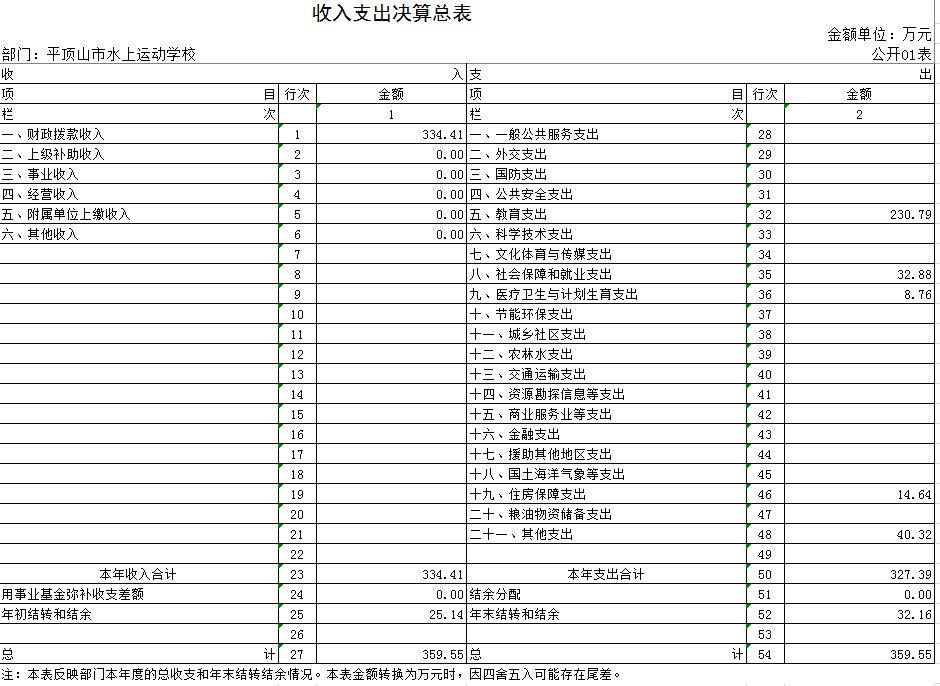 收入支出决算总表
金额单位：万元
部门：平顶山市水上运动学校 公开01表
收 入 支 出
项 目 行次 金额 项 目 行次 金额
栏 次 1 栏 次 2
一、财政拨款收入 1 334.41 一、一般公共服务支出 28
二、上级补助收入 2 0.00 二、外交支出 29
三、事业收入 3 0.00 三、国防支出 30
四、经营收入 4 0.00 四、公共安全支出 31
五、附属单位上缴收入 5 0.00 五、教育支出 32 230.79
六、其他收入 6 0.00 六、科学技术支出 33
7 七、文化体育与传媒支出 34
8 八、社会保障和就业支出 35 32.88
9 九、医疗卫生与计划生育支出 36 8.76
10 十、节能环保支出 37
11 十一、城乡社区支出 38
12 十二、农林水支出 39
13 十三、交通运输支出 40
14 十四、资源勘探信息等支出 41
15 十五、商业服务业等支出 42
16 十六、金融支出 43
17 十七、援助其他地区支出 44
18 十八、国土海洋气象等支出 45
19 十九、住房保障支出 46 14.64
20 二十、粮油物资储备支出 47
21 二十一、其他支出 48 40.32
22 49
本年收入合计 23 334.41 本年支出合计 50 327.39
用事业基金弥补收支差额 24 0.00 结余分配 51 0.00
年初结转和结余 25 25.14 年末结转和结余 52 32.16
26 53
总 计 27 359.55 总 计 54 359.55
注：本表反映部门本年度的总收支和年末结转结余情况。本表金额转换为万元时，因四舍五入可能存在尾差。